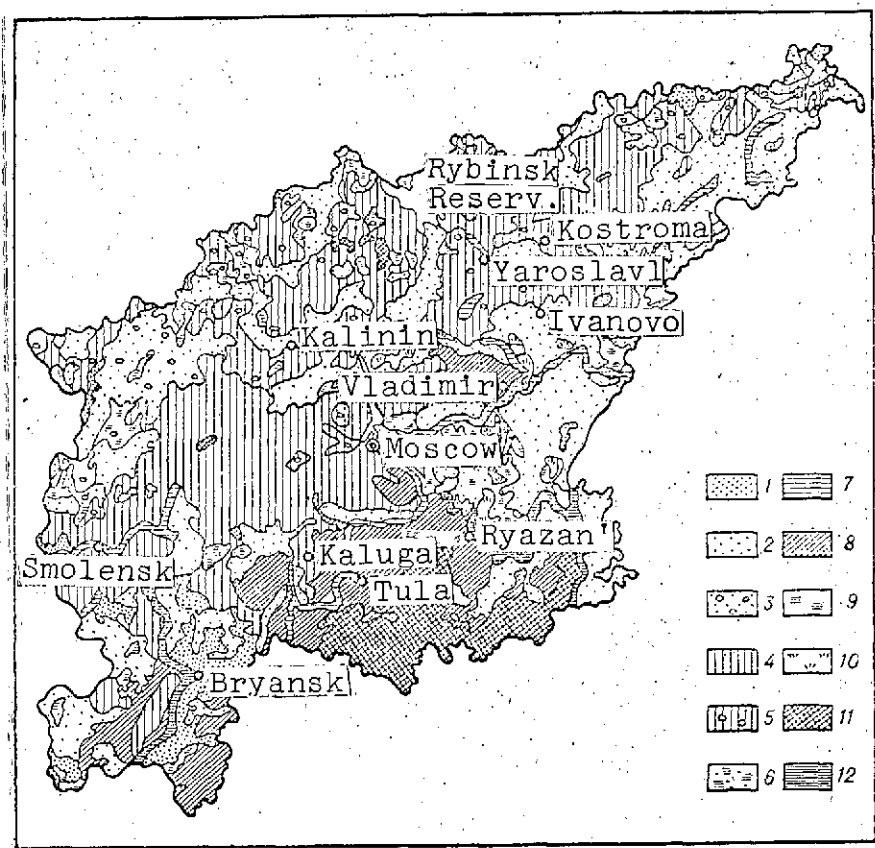 Rybinsk
Reserv.
Kostroma
Yaroslavl
Ivanovo
Kalinin
Vladimir
Moscow
Ryazan'
Kaluga
Smolensk
Tula
Bryansk
1 7
2 8
3 9
4 10
5 11
6 12